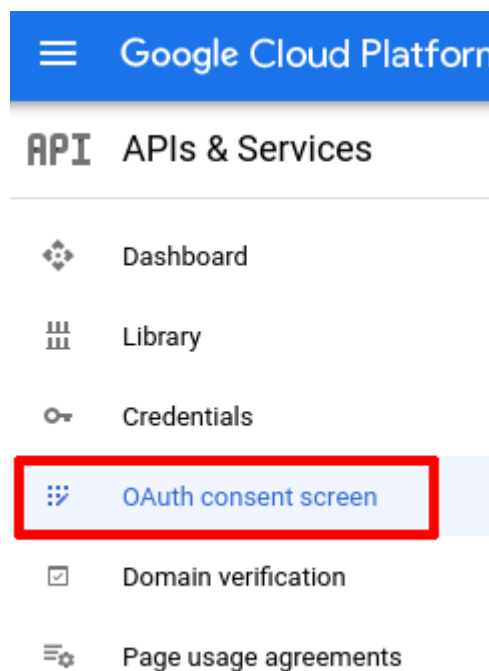 Google Cloud Platform
API APIs & Services
Dashboard
Library
Credentials
OAuth consent screen
Domain verification
Page usage agreements